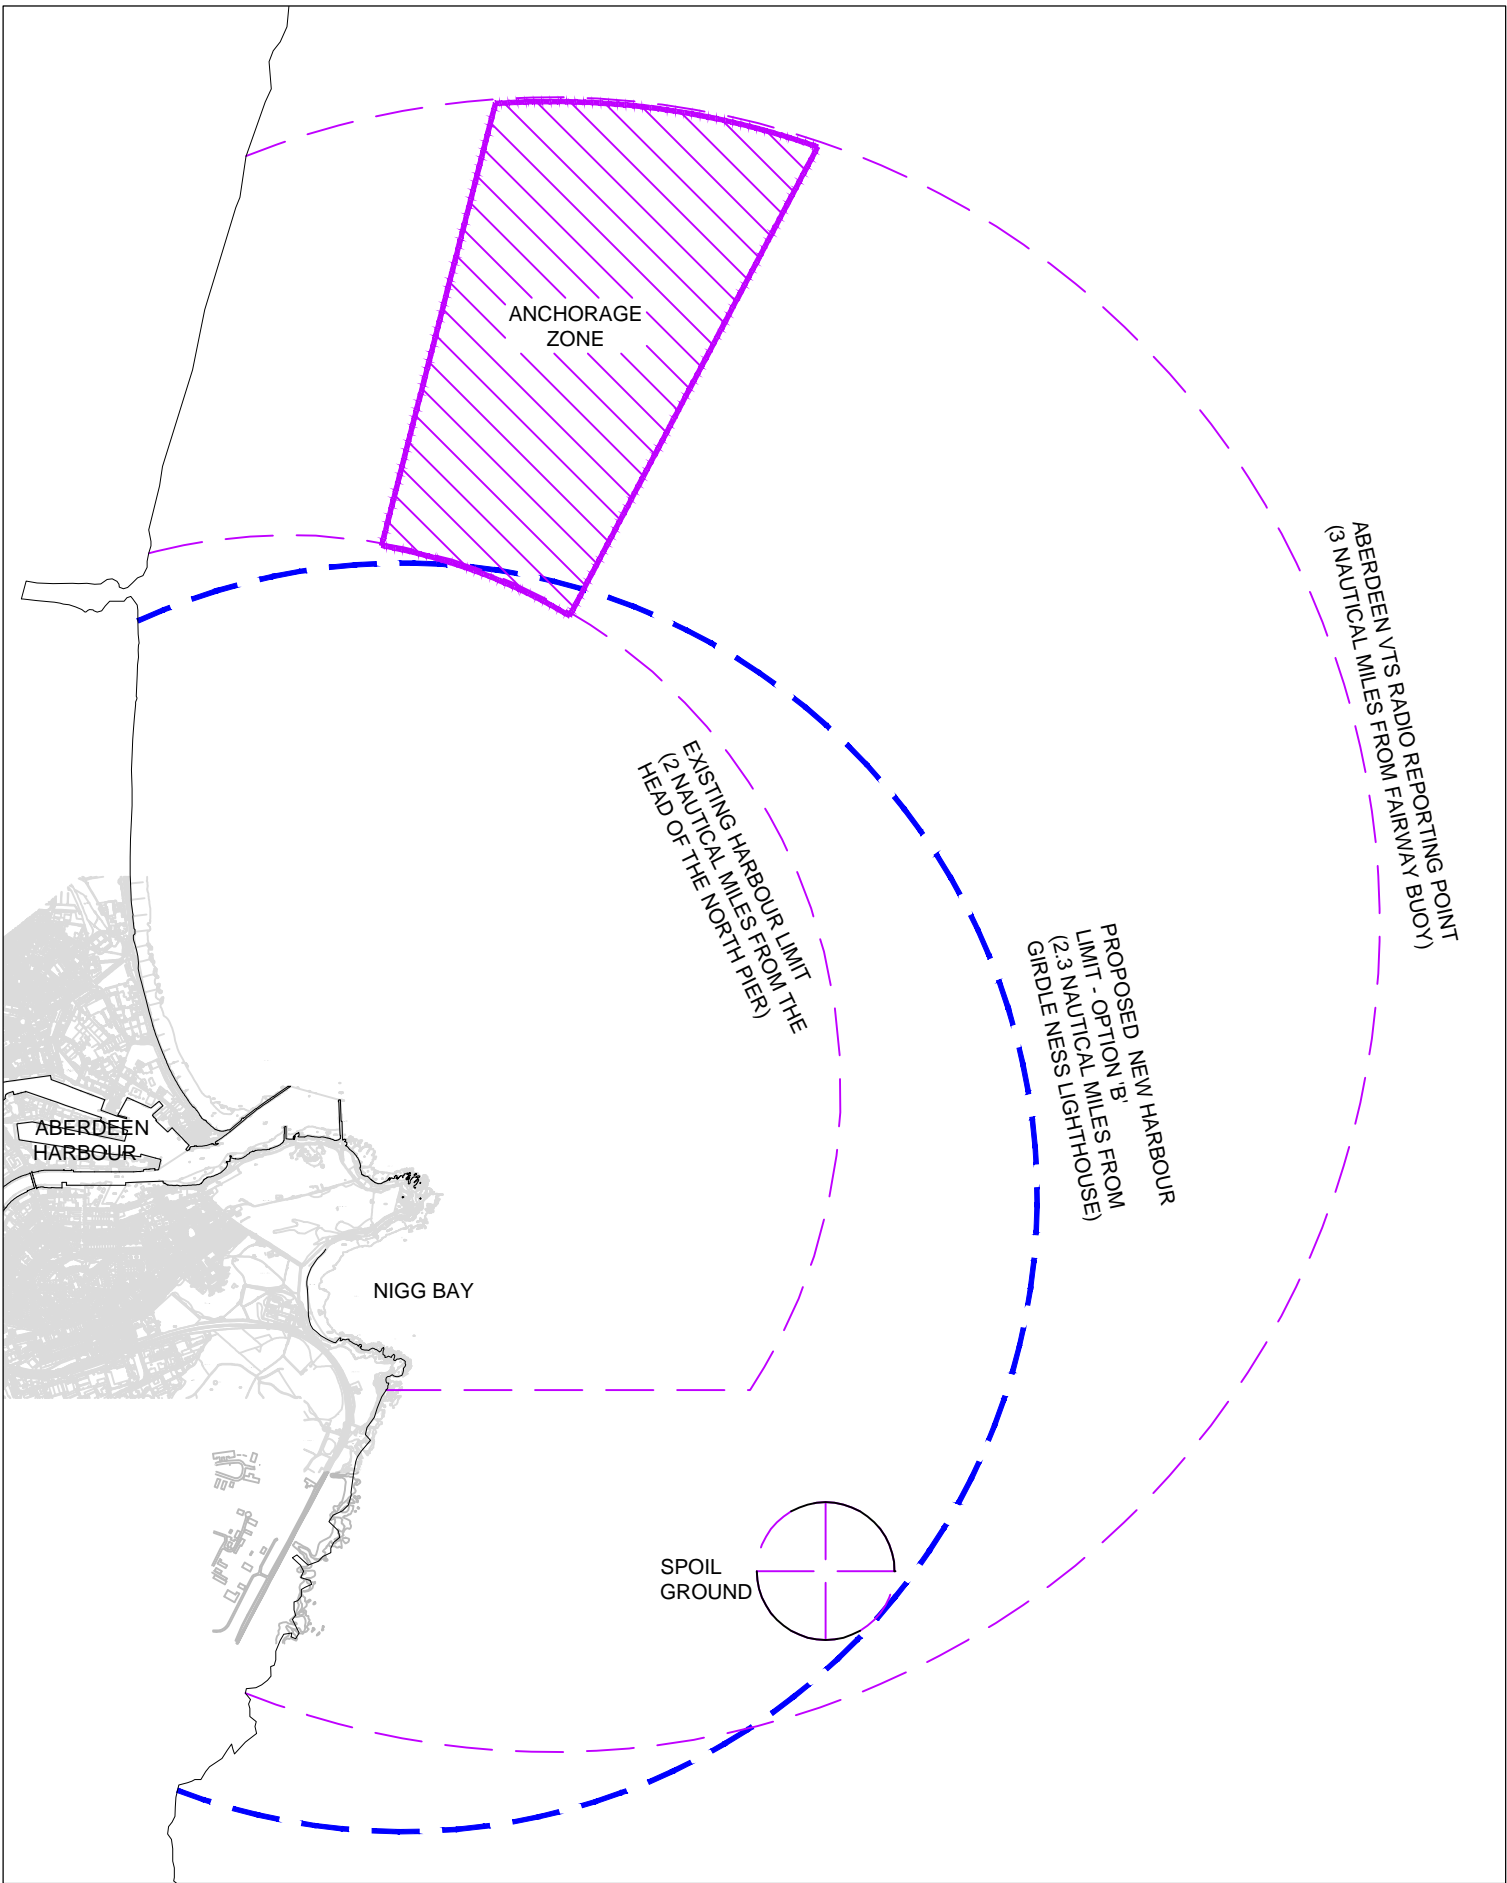 ANCHORAGE
ZONE
ABERDEEN VTS RADIO REPORTING POINT
(3 NAUTICAL MILES FROM FAIRWAY BUOY)
EXISTING HARBOUR LIMIT
(2 NAUTICAL MILES FROM THE
HEAD OF THE NORTH PIER)
PROPOSED NEW HARBOUR
LIMIT - OPTION 'B'
(2.3 NAUTICAL MILES FROM
GIRDLE NESS LIGHTHOUSE)
ABERDEEN
HARBOUR
NIGG BAY
SPOIL
GROUND